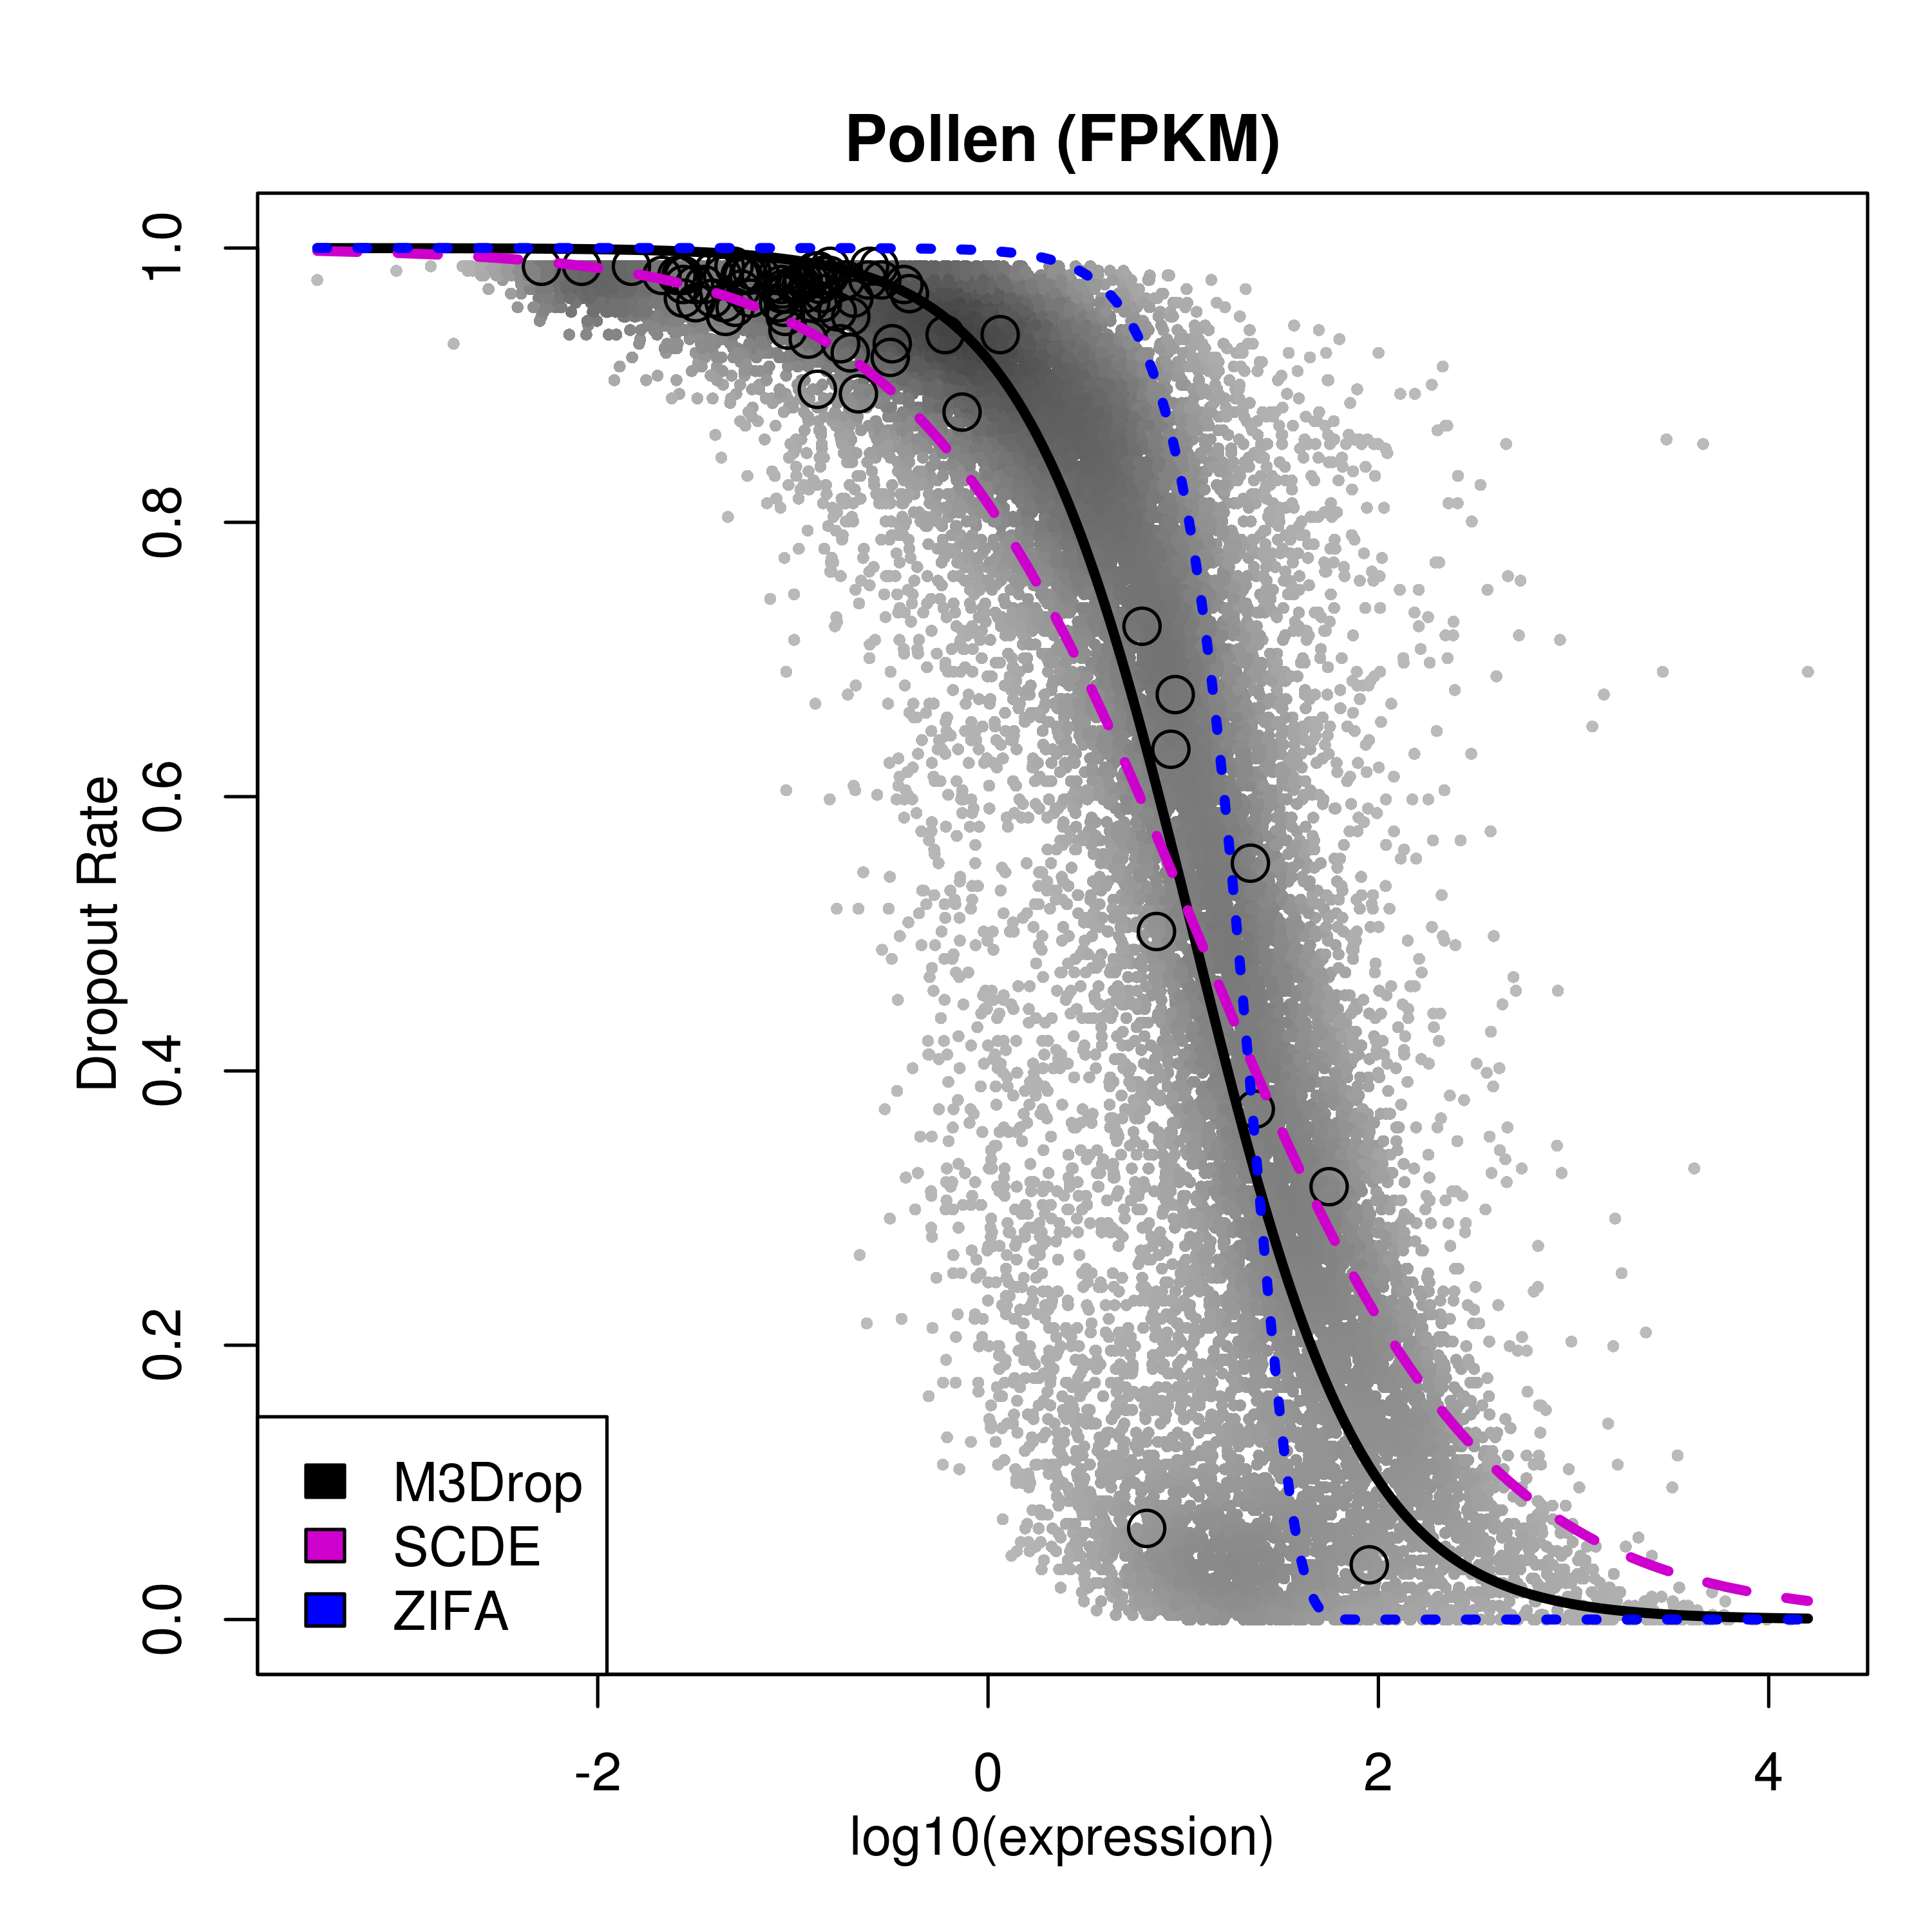 Pollen (FPKM)
1.0
0.8
0.6
0.4
0.2
0.0
Dropout Rate
M3Drop
SCDE
ZIFA
-2 0 2 4
log10(expression)